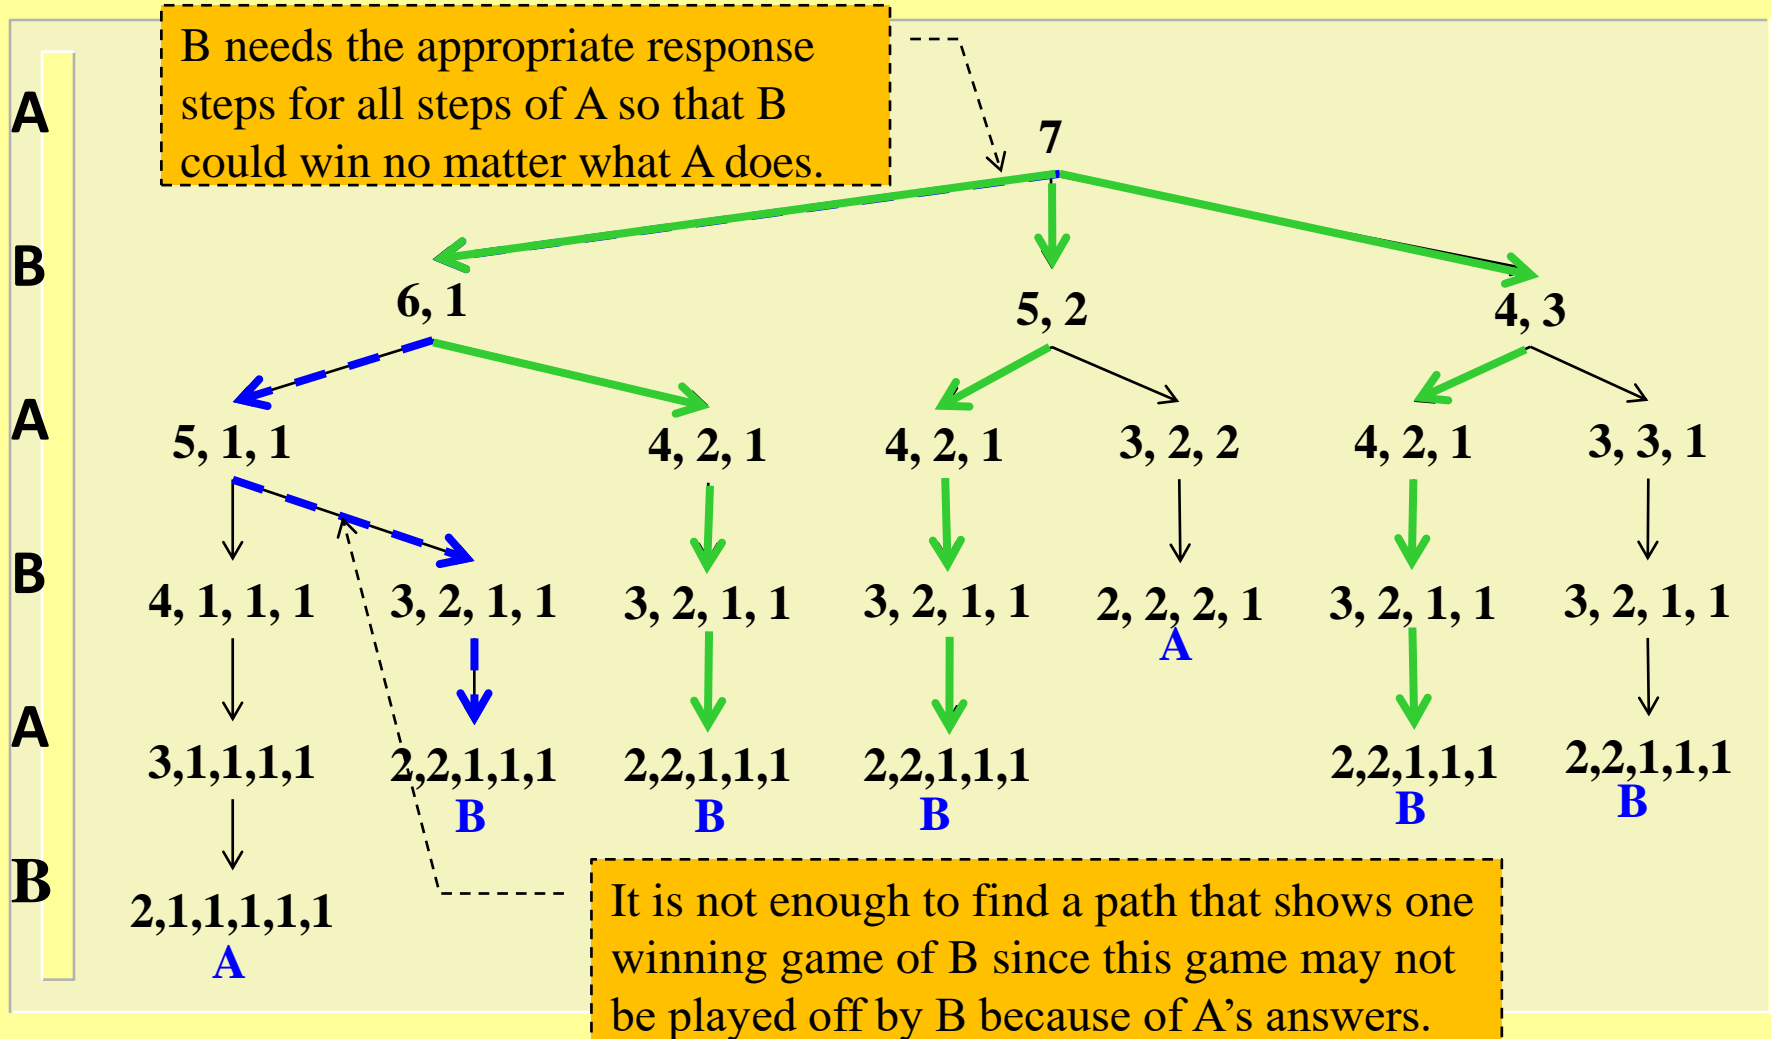 B needs the appropriate response
steps for all steps of A so that B
could win no matter what A does.
A
7
B
6, 1
5, 2
4, 3
A
5, 1, 1
4, 2, 1
4, 2, 1
3, 2, 2
4, 2, 1
3, 3, 1
B
4, 1, 1, 1
3, 2, 1, 1
3, 2, 1, 1
3, 2, 1, 1
2, 2, 2, 1
3, 2, 1, 1
3, 2, 1, 1
A
A
3,1,1,1,1
2,2,1,1,1
2,2,1,1,1
2,2,1,1,1
2,2,1,1,1
2,2,1,1,1
B
B
B
B
B
B
2,1,1,1,1,1
A
It is not enough to find a path that shows one
winning game of B since this game may not
be played off by B because of A’s answers.